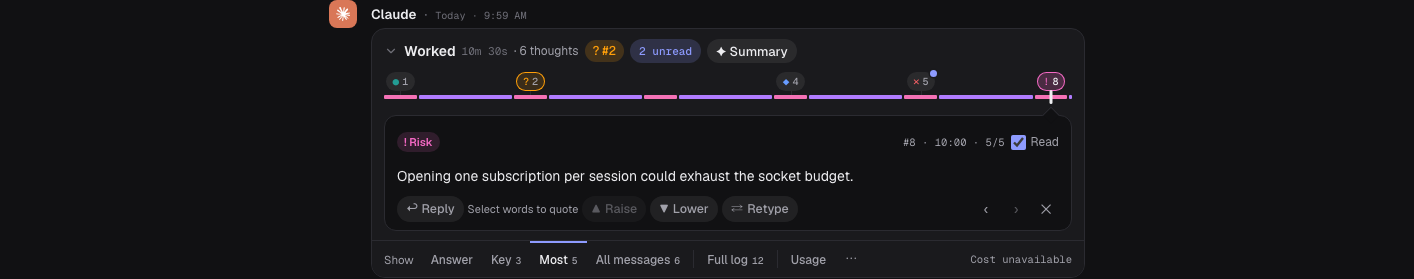 Claude · Today · 9:59 AM
Worked 10m 30s · 6 thoughts ? #2 2 unread ✦ Summary
● 1 ? 2 ◆ 4 × 5 ! 8
! Risk #8 · 10:00 · 5/5 Read
Opening one subscription per session could exhaust the socket budget.
↩ Reply Select words to quote ▲ Raise ▼ Lower ⇄ Retype ‹ › ×
Show Answer Key 3 Most 5 All messages 6 Full log 12 Usage ··· Cost unavailable